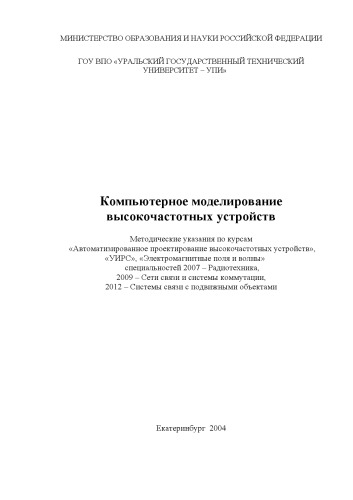 МИНИСТЕРСТВО ОБРАЗОВАНИЯ И НАУКИ РОССИЙСКОЙ ФЕДЕРАЦИИ
ГОУ ВПО «УРАЛЬСКИЙ ГОСУДАРСТВЕННЫЙ ТЕХНИЧЕСКИЙ
УНИВЕРСИТЕТ – УПИ»
Компьютерное моделирование
высокочастотных устройств
Методические указания по курсам
«Автоматизированное проектирование высокочастотных устройств»,
«УИРС», «Электромагнитные поля и волны»
специальностей 2007 – Радиотехника,
2009 – Сети связи и системы коммутации,
2012 – Системы связи с подвижными объектами
Екатеринбург 2004